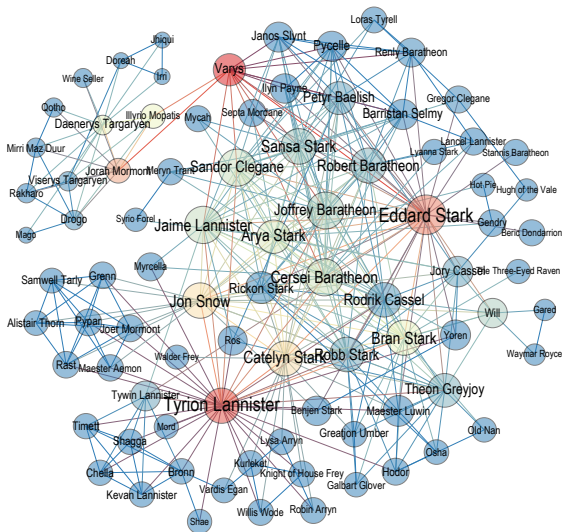 Loras Tyrell
Janos Slynt
Pycelle
Renly Baratheon
Jhiqui
Doreah
Irri
Wine Seller
Varys
Ilyn Payne
Petyr Baelish
Gregor Clegane
Qotho
Illyrio Mopatis
Daenerys Targaryen
Mycah
Septa Mordane
Barristan Selmy
Lancel Lannister
Mirri Maz Duur
Sansa Stark
Lyanna Stark
Stannis Baratheon
Jorah Mormont
Meryn Trant
Sandor Clegane
Robert Baratheon
Viserys Targaryen
Hot Pie
Hugh of the Vale
Rakharo
Drogo
Syrio Forel
Joffrey Baratheon
Eddard Stark
Gendry
Beric Dondarrion
Mago
Jaime Lannister
Arya Stark
Cersei Baratheon
Jory Cassel
The Three-Eyed Raven
Myrcella
Samwell Tarly
Grenn
Rickon Stark
Jon Snow
Rodrik Cassel
Will
Gared
Alistair Thorn
Pypar
Joer Mormont
Ros
Bran Stark
Yoren
Waymar Royce
Rast
Maester Aemon
Walder Frey
Catelyn Stark
Robb Stark
Theon Greyjoy
Tywin Lannister
Tyrion Lannister
Benjen Stark
Maester Luwin
Timett
Mord
Greatjon Umber
Old Nan
Shagga
Lysa Arryn
Osha
Chella
Bronn
Kurleket
Knight of House Frey
Hodor
Kevan Lannister
Vardis Egan
Galbart Glover
Shae
Willis Wode
Robin Arryn